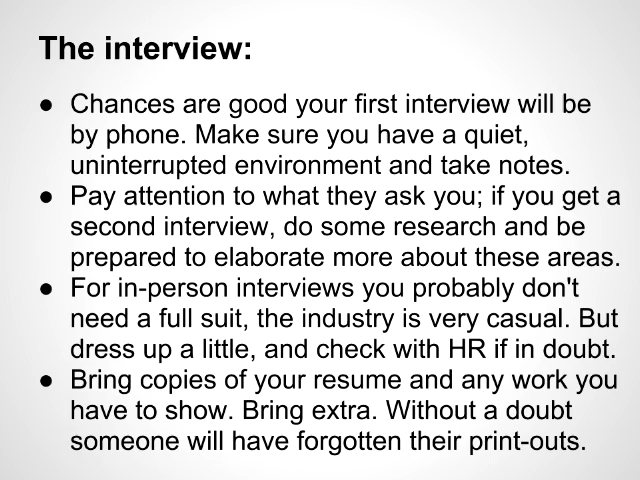 The interview:
● Chances are good your first interview will be
by phone. Make sure you have a quiet,
uninterrupted environment and take notes.
● Pay attention to what they ask you; if you get a
second interview, do some research and be
prepared to elaborate more about these areas.
● For in-person interviews you probably don't
need a full suit, the industry is very casual. But
dress up a little, and check with HR if in doubt.
● Bring copies of your resume and any work you
have to show. Bring extra. Without a doubt
someone will have forgotten their print-outs.